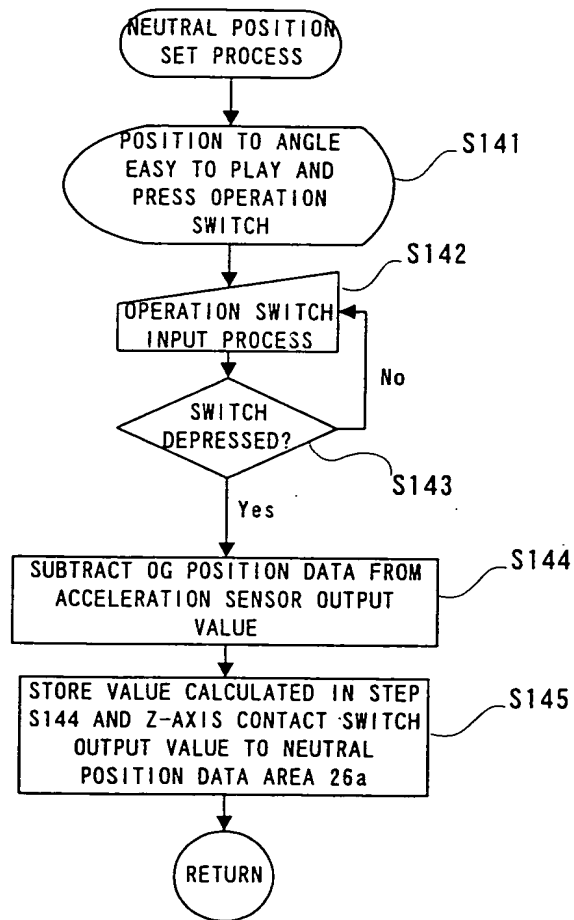 NEUTRAL POSITION
SET PROCESS
POSITION TO ANGLE
EASY TO PLAY AND
PRESS OPERATION
SWITCH
S141
S142
OPERATION SWITCH
INPUT PROCESS
No
SWITCH
DEPRESSED?
S143
Yes
SUBTRACT 0G POSITION DATA FROM
ACCELERATION SENSOR OUTPUT
VALUE
S144
STORE VALUE CALCULATED IN STEP
S144 AND Z-AXIS CONTACT SWITCH
OUTPUT VALUE TO NEUTRAL
POSITION DATA AREA 26a
S145
RETURN